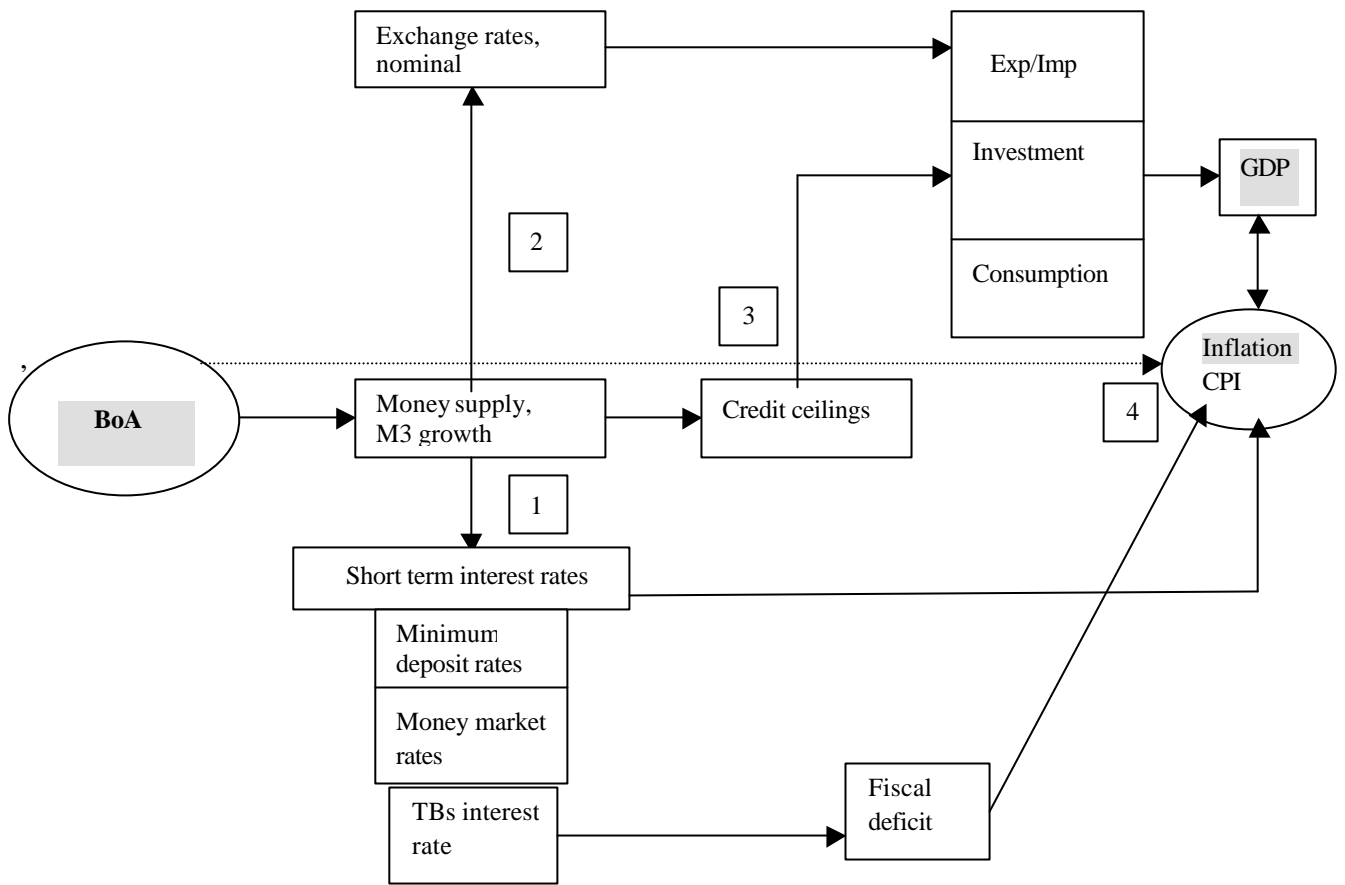 Exchange rates,
nominal
Exp/Imp
Investment
GDP
2
Consumption
3
,
Inflation
CPI
BoA
Money supply,
M3 growth
Credit ceilings
4
1
Short term interest rates
Minimum
deposit rates
Money market
rates
TBs interest
rate
Fiscal
deficit